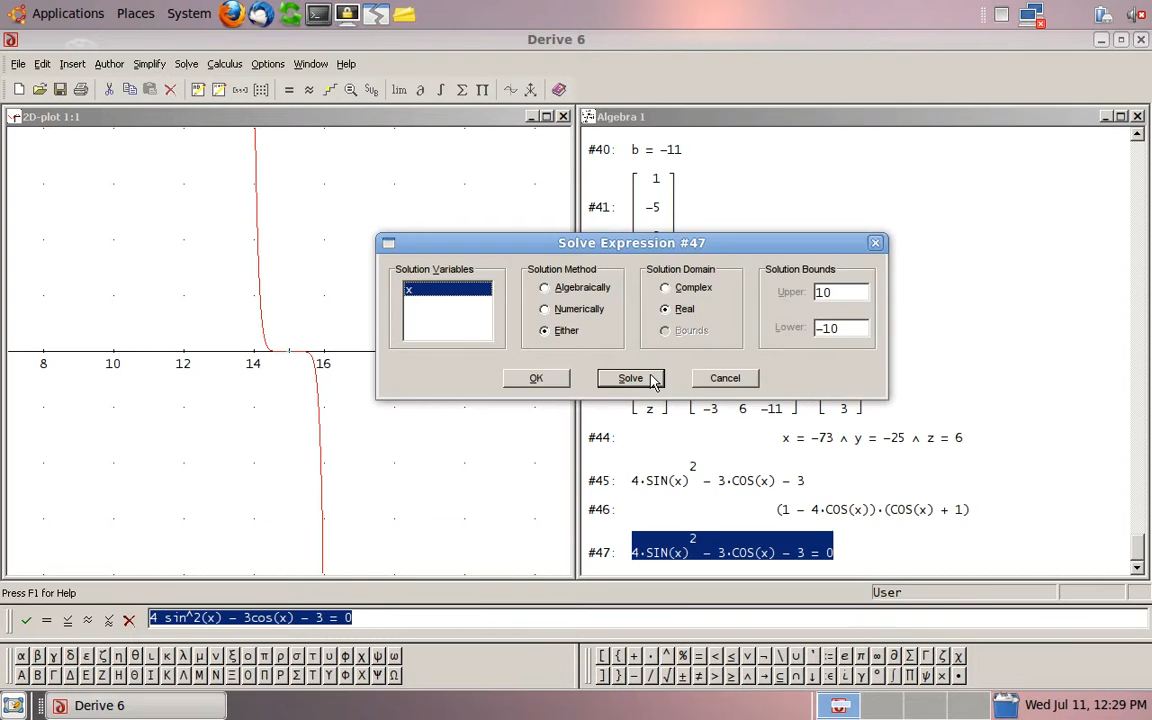 Applications Places System
Wed Jul 11, 12:29 PM
Derive 6
File Edit Insert Author Simplify Solve Calculus Options Window Help
= ≈ SUB lim ∂ ∫ Σ Π
2D-plot 1:1
8 10 12 14 16
Algebra 1
#40: b = -11
#41: [ 1
-5
Solve Expression #47
Solution Variables
x
Solution Method
Algebraically
Numerically
Either
Solution Domain
Complex
Real
Bounds
Solution Bounds
Upper: 10
Lower: -10
OK Solve Cancel
[ z ] [ -3 6 -11 ] [ 3 ]
#44: x = -73 ∧ y = -25 ∧ z = 6
#45: 4·SIN(x)² - 3·COS(x) - 3
#46: (1 - 4·COS(x))·(COS(x) + 1)
#47: 4·SIN(x)² - 3·COS(x) - 3 = 0
Press F1 for Help
User
4 sin^2(x) - 3cos(x) - 3 = 0
α β γ δ ε ζ η θ ι κ λ μ ν ξ ο π ρ σ τ υ φ χ ψ ω
Α Β Γ Δ Ε Ζ Η Θ Ι Κ Λ Μ Ν Ξ Ο Π Ρ Σ Τ Υ Φ Χ Ψ Ω
Derive 6